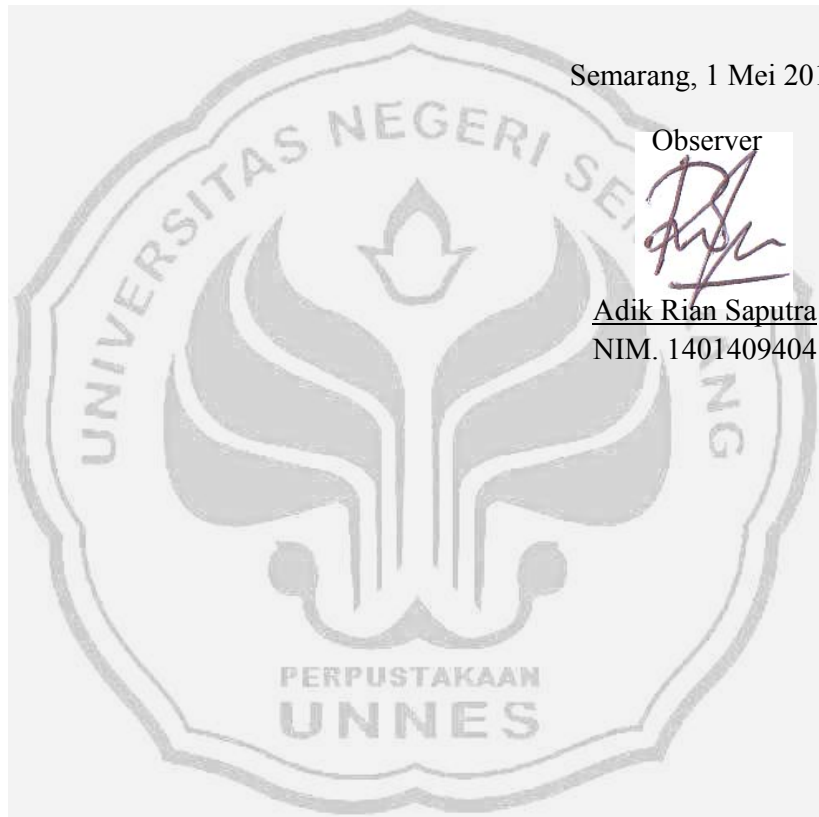 Semarang, 1 Mei 201
Observer
Adik Rian Saputra
NIM. 1401409404
UNIVERSITAS NEGERI SEMARANG
PERPUSTAKAAN
UNNES